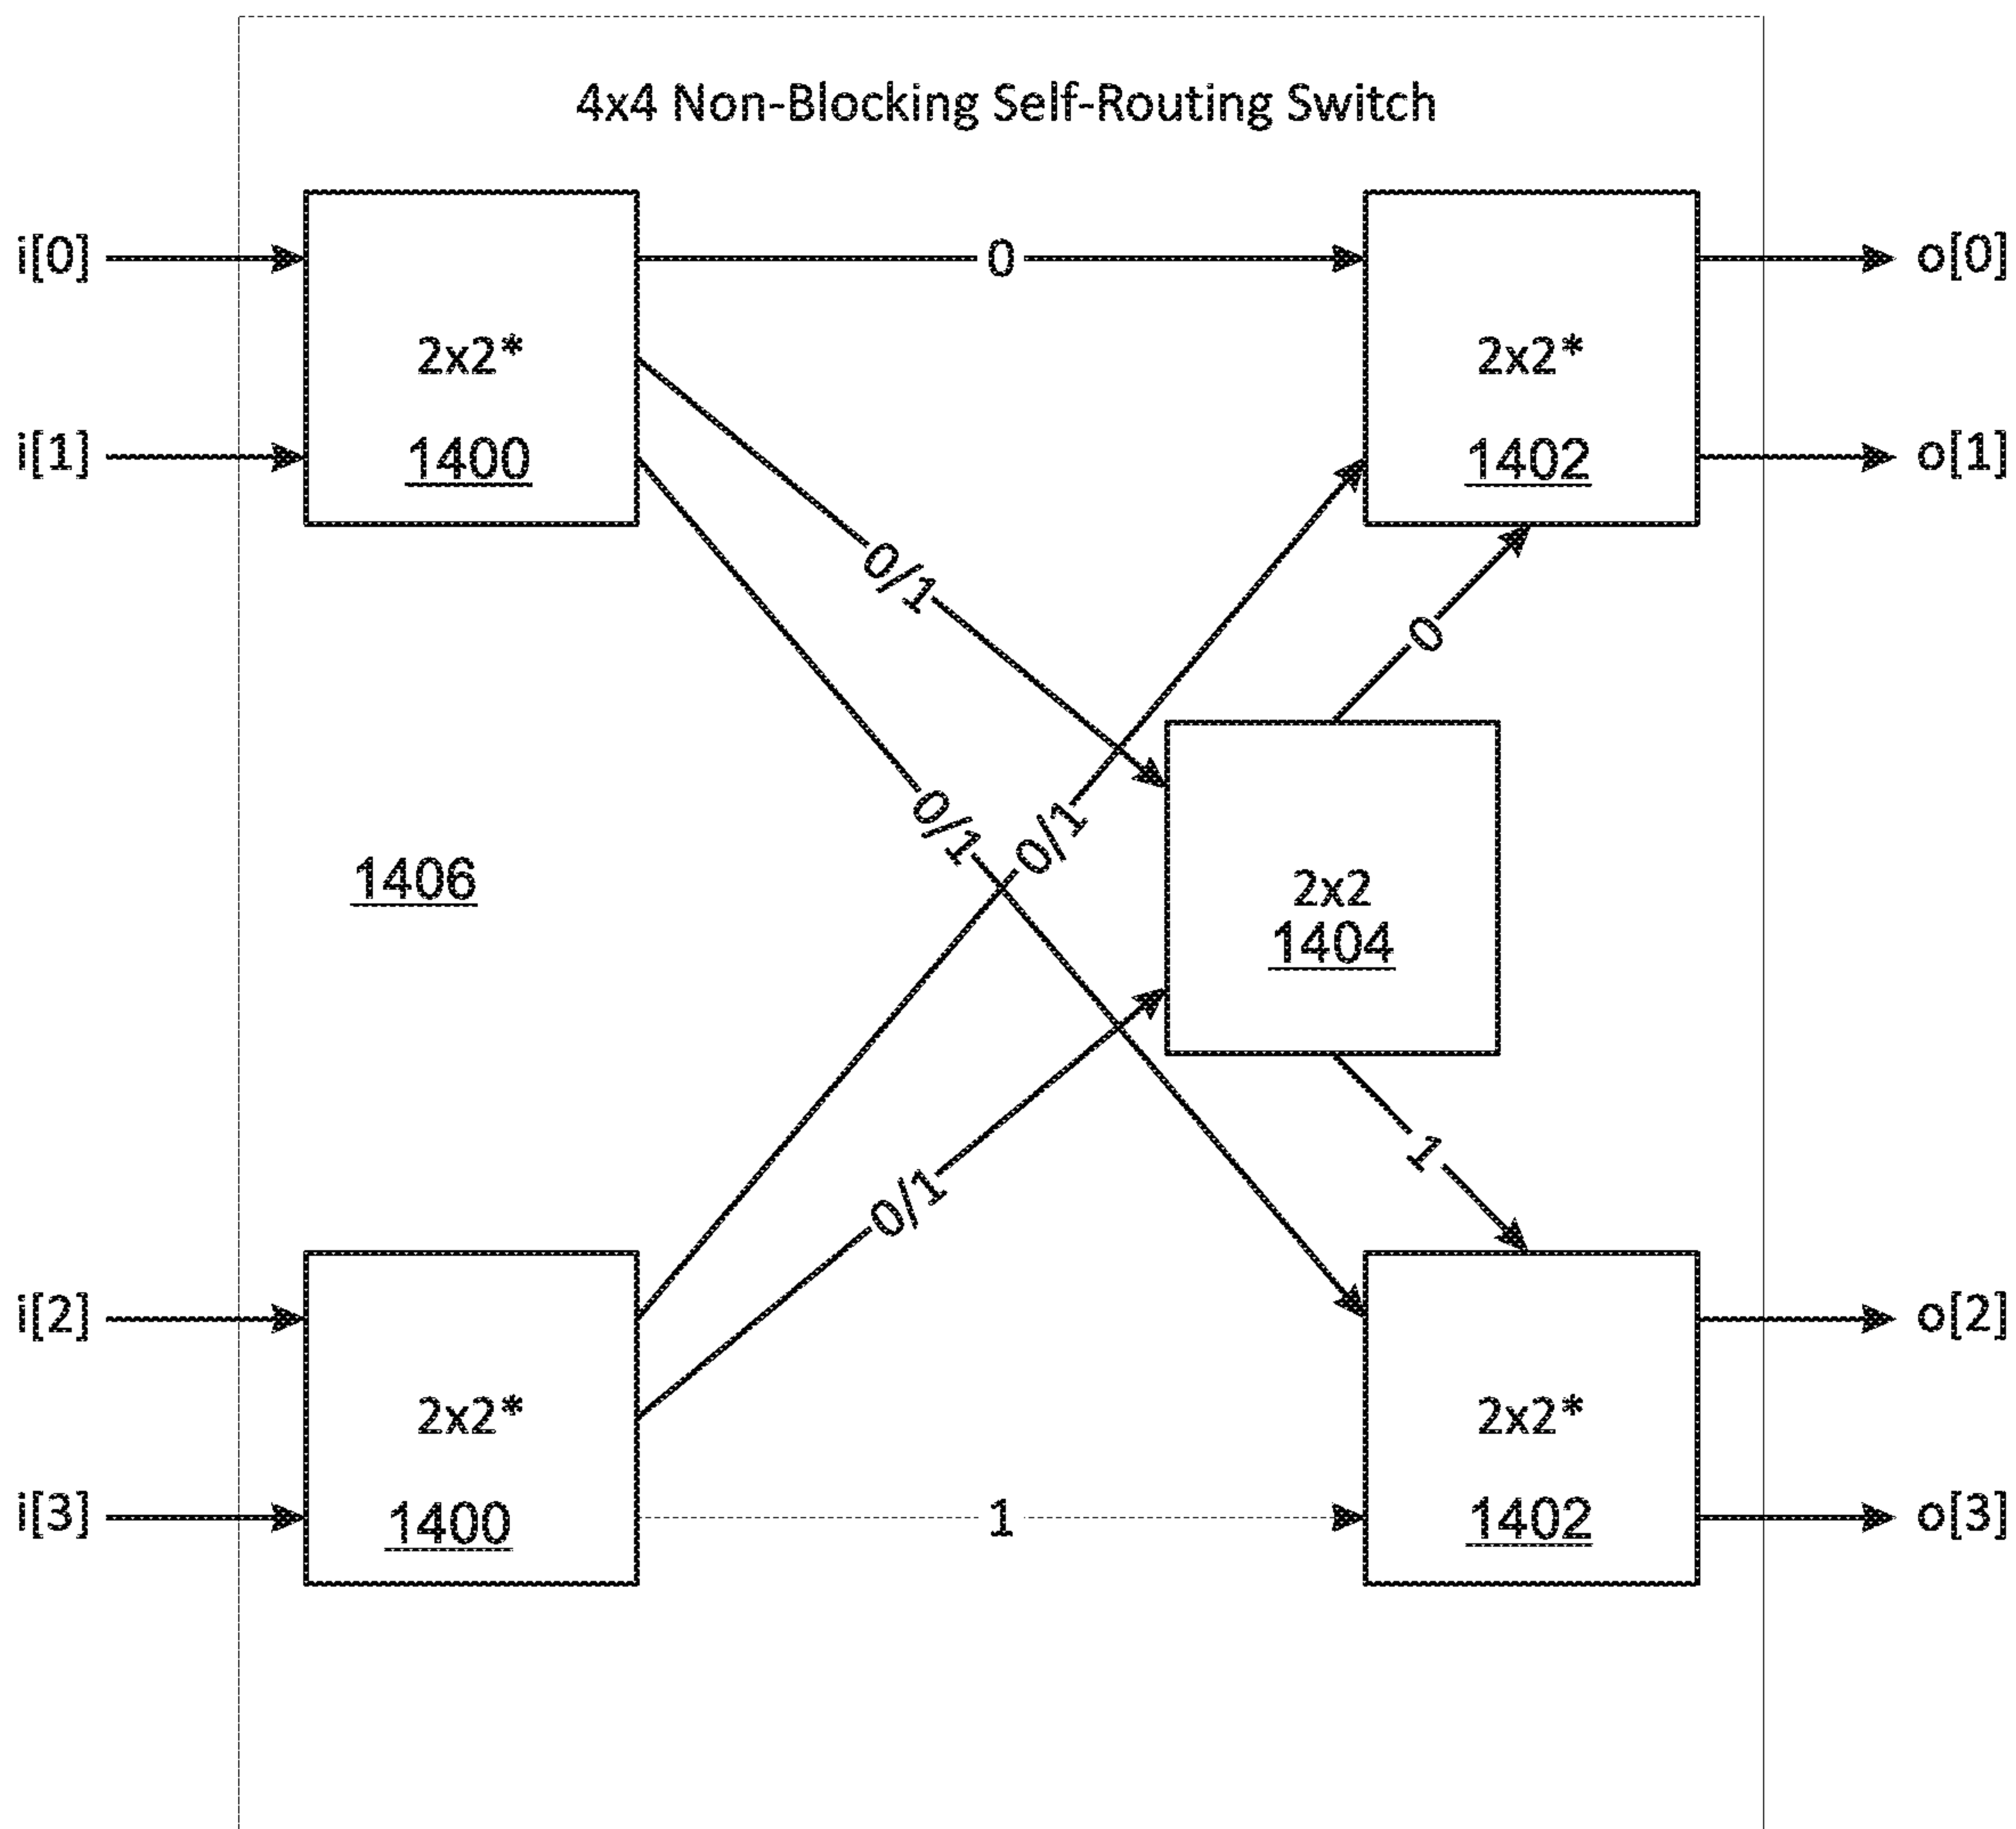 4x4 Non-Blocking Self-Routing Switch
i[0]
0
o[0]
2x2*
2x2*
i[1]
1400
1402
o[1]
0/1
0
0/1
0/1
1406
2x2
1404
1
0/1
i[2]
o[2]
2x2*
2x2*
i[3]
1400
1
1402
o[3]